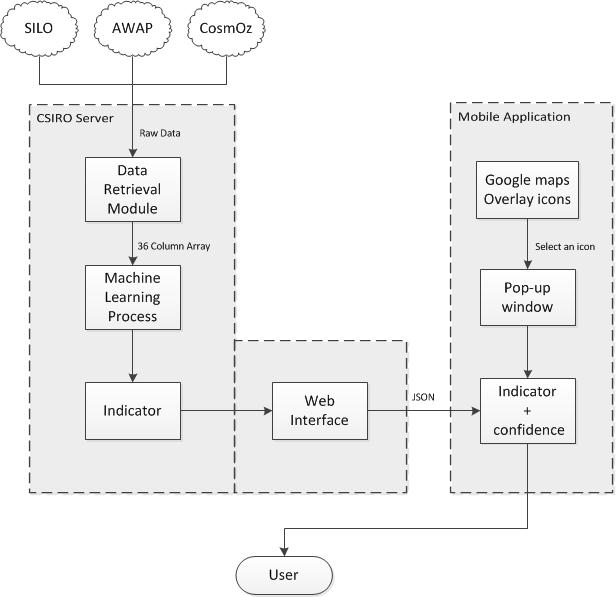 SILO
AWAP
CosmOz
CSIRO Server
Raw Data
Data
Retrieval
Module
36 Column Array
Machine
Learning
Process
Indicator
Web
Interface
JSON
Mobile Application
Google maps
Overlay icons
Select an icon
Pop-up
window
Indicator
+
confidence
User